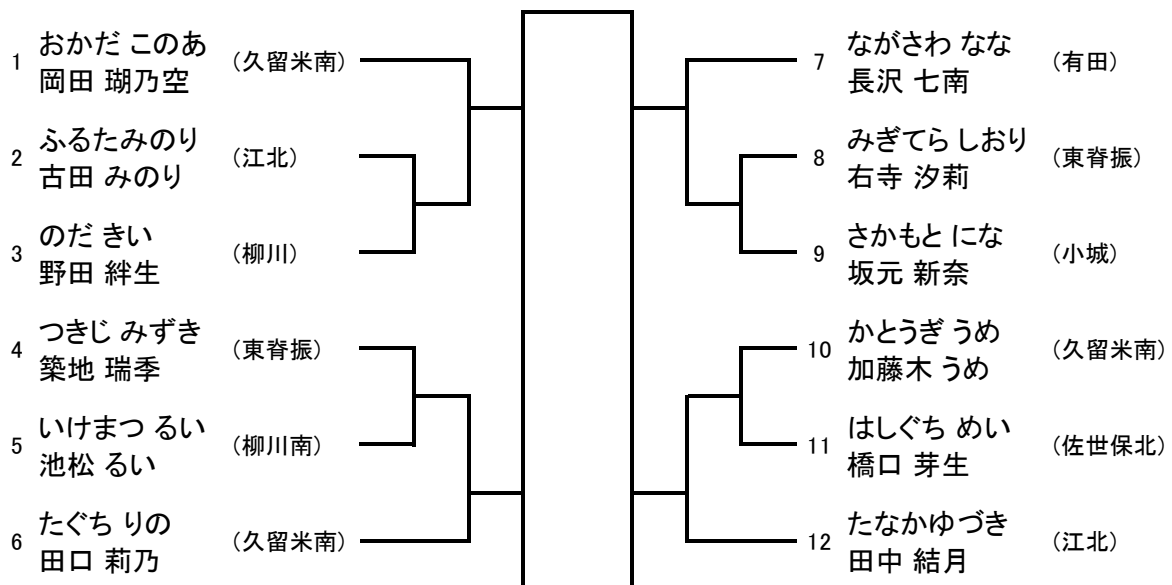 おかだ このあ
1 岡田 瑚乃空 (久留米南)
ふるたみのり
2 古田 みのり (江北)
のだ きい
3 野田 絆生 (柳川)
つきじ みずき
4 築地 瑞季 (東脊振)
いけまつ るい
5 池松 るい (柳川南)
たぐち りの
6 田口 莉乃 (久留米南)
ながさわ なな
7 長沢 七南 (有田)
みぎてら しおり
8 右寺 汐莉 (東脊振)
さかもと にな
9 坂元 新奈 (小城)
かとうぎ うめ
10 加藤木 うめ (久留米南)
はしぐち めい
11 橋口 芽生 (佐世保北)
たなかゆづき
12 田中 結月 (江北)